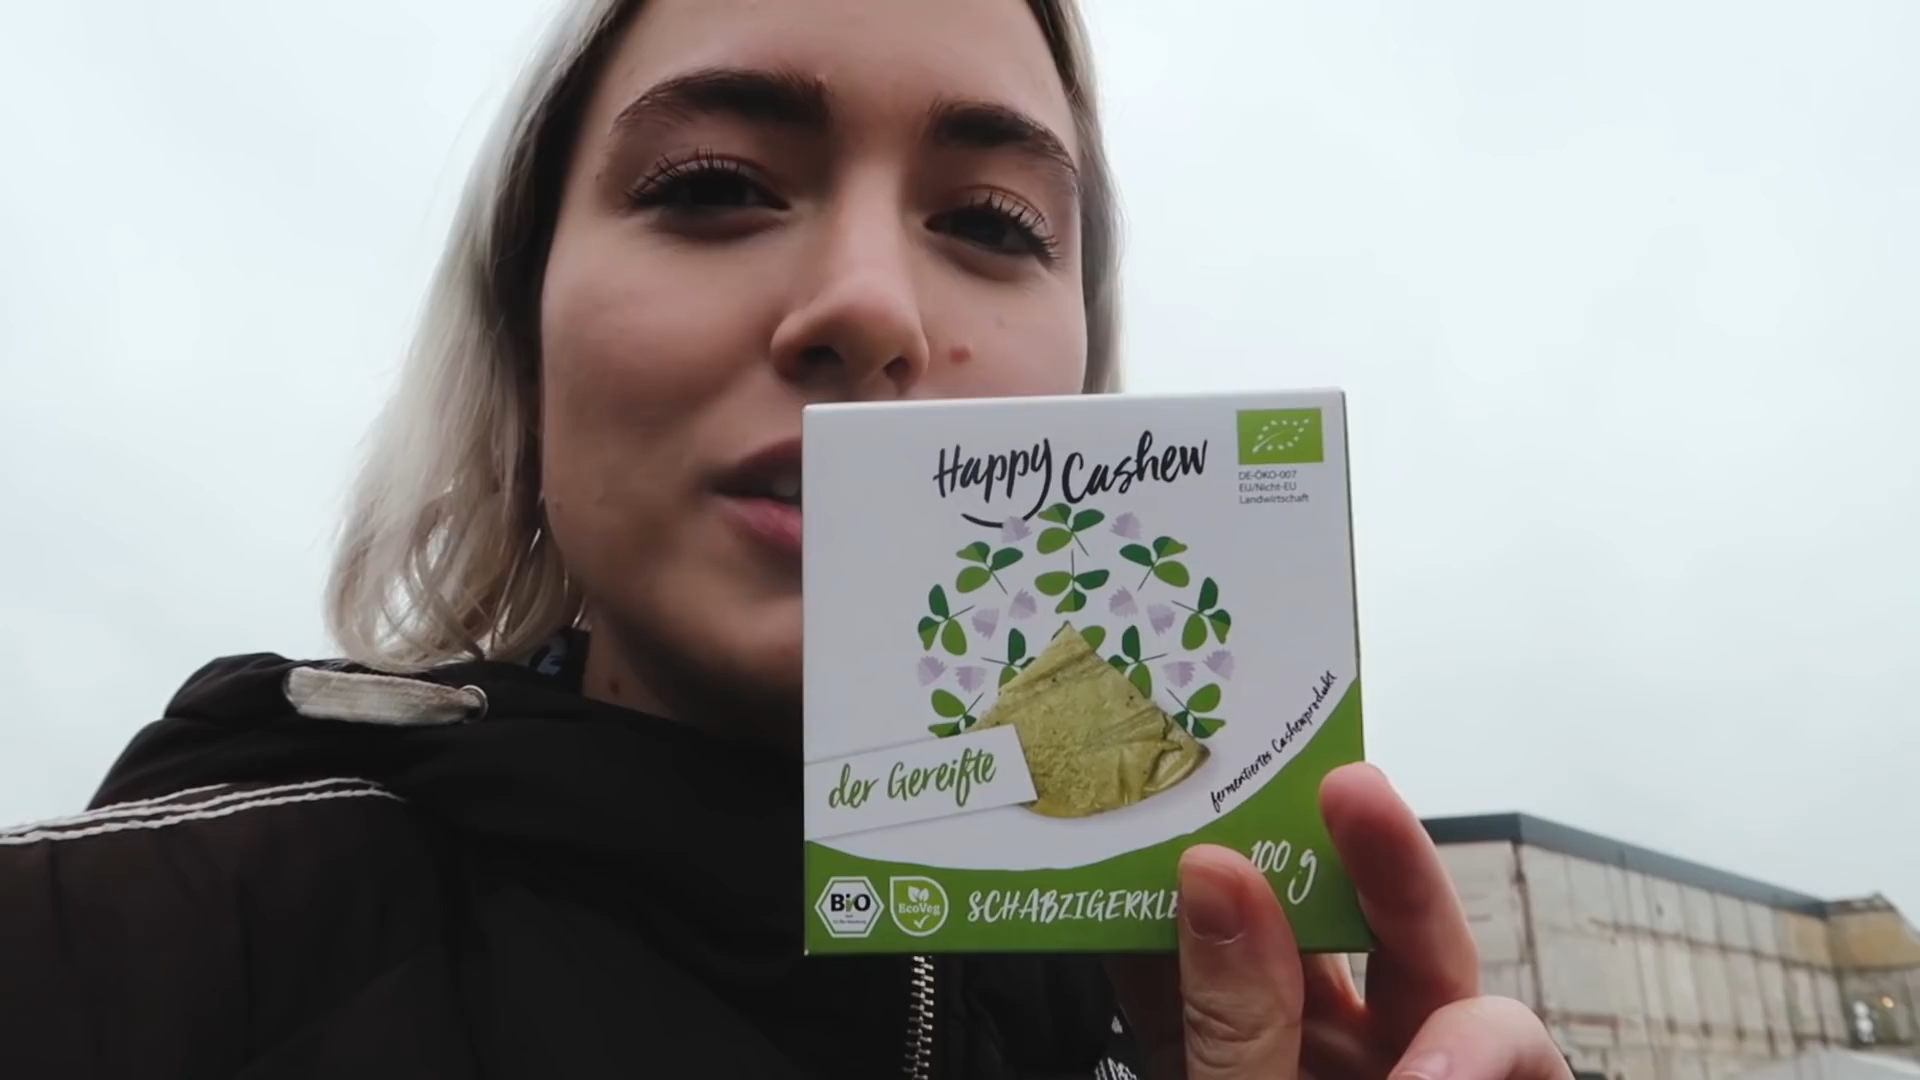 Happy Cashew
DE-ÖKO-007
EU/Nicht-EU
Landwirtschaft
der Gereifte
fermentiertes Cashewprodukt
100 g
BiO
EcoVeg
SCHABZIGERKLE